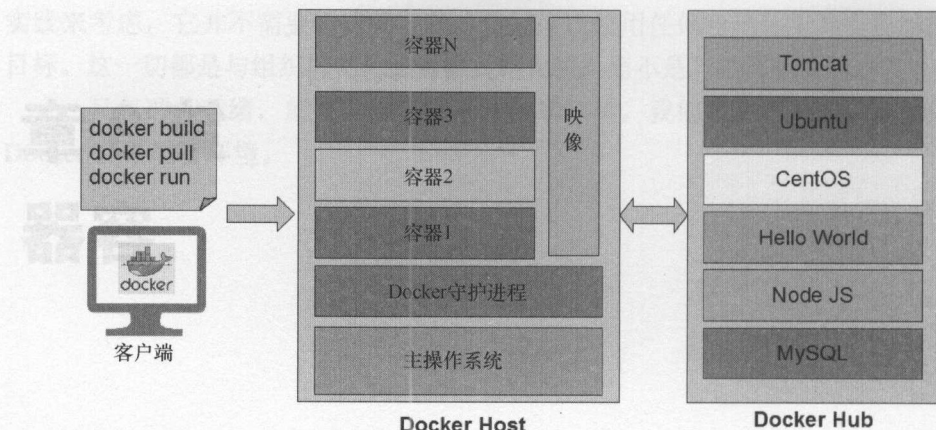 docker build
docker pull
docker run
docker
客户端
容器N
容器3
容器2
容器1
映像
Docker守护进程
主操作系统
Docker Host
Tomcat
Ubuntu
CentOS
Hello World
Node JS
MySQL
Docker Hub